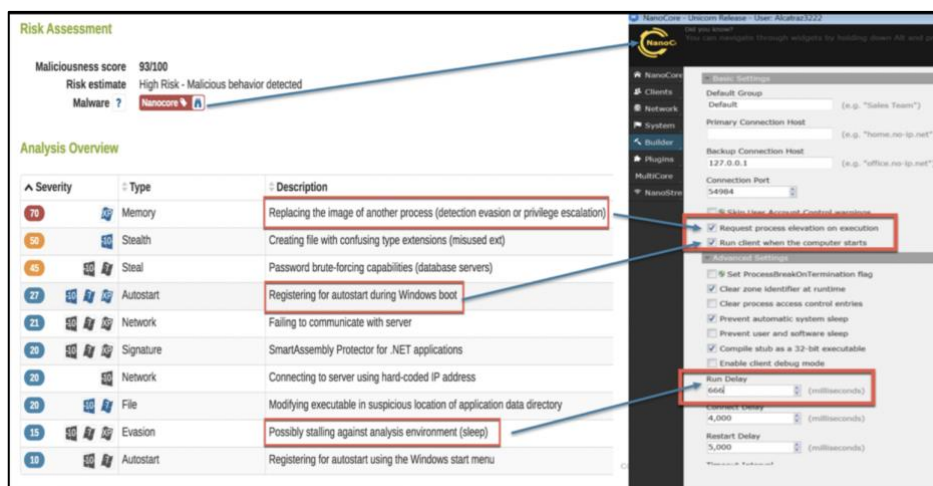 Risk Assessment
Maliciousness score 93/100
Risk estimate High Risk - Malicious behavior detected
Malware ? Nanocore
Analysis Overview
Severity Type Description
70 Memory Replacing the image of another process (detection evasion or privilege escalation)
50 Stealth Creating file with confusing type extensions (misused ext)
45 Steal Password brute-forcing capabilities (database servers)
27 Autostart Registering for autostart during Windows boot
21 Network Failing to communicate with server
20 Signature SmartAssembly Protector for .NET applications
20 Network Connecting to server using hard-coded IP address
20 File Modifying executable in suspicious location of application data directory
15 Evasion Possibly stalling against analysis environment (sleep)
10 Autostart Registering for autostart using the Windows start menu
NanoCore - Unicorn Release - User: Alcatraz3222
Did you know?
You can navigate through widgets by holding down Alt and
NanoC
NanoCore
Clients
Network
System
Builder
Plugins
MultiCore
NanoStre
Basic Settings
Default Group
Default (e.g. "Sales Team")
Primary Connection Host
(e.g. "home.no-ip.net"
Backup Connection Host
127.0.0.1 (e.g. "office.no-ip.net"
Connection Port
54984
Skip User Account Control warnings
Request process elevation on execution
Run client when the computer starts
Advanced Settings
Set ProcessBreakOnTermination flag
Clear zone identifier at runtime
Clear process access control entries
Prevent automatic system sleep
Prevent user and software sleep
Compile stub as a 32-bit executable
Enable client debug mode
Run Delay
666 (milliseconds)
Connect Delay
4,000 (milliseconds)
Restart Delay
5,000 (milliseconds)
Timeout Interval